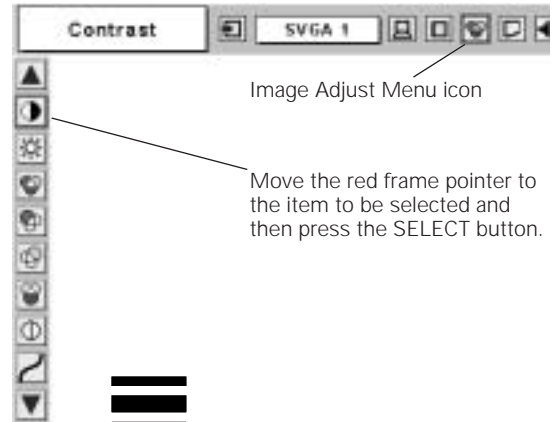 Contrast
SVGA 1
Image Adjust Menu icon
Move the red frame pointer to
the item to be selected and
then press the SELECT button.